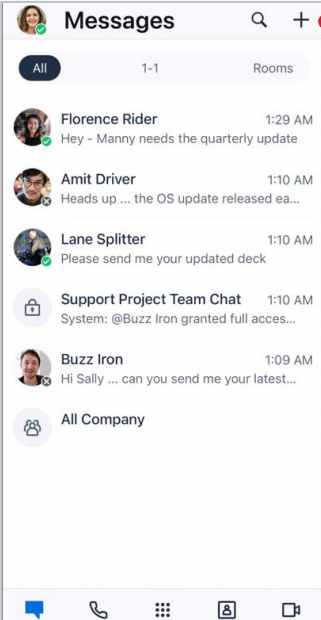 Messages
All
1-1
Rooms
Florence Rider 1:29 AM
Hey - Manny needs the quarterly update
Amit Driver 1:10 AM
Heads up ... the OS update released ea...
Lane Splitter 1:10 AM
Please send me your updated deck
Support Project Team Chat 1:10 AM
System: @Buzz Iron granted full acces...
Buzz Iron 1:09 AM
Hi Sally ... can you send me your latest...
All Company